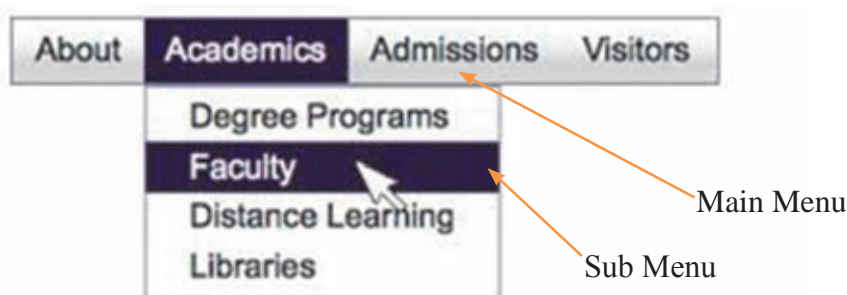 About Academics Admissions Visitors
Degree Programs
Faculty
Distance Learning
Libraries
Main Menu
Sub Menu